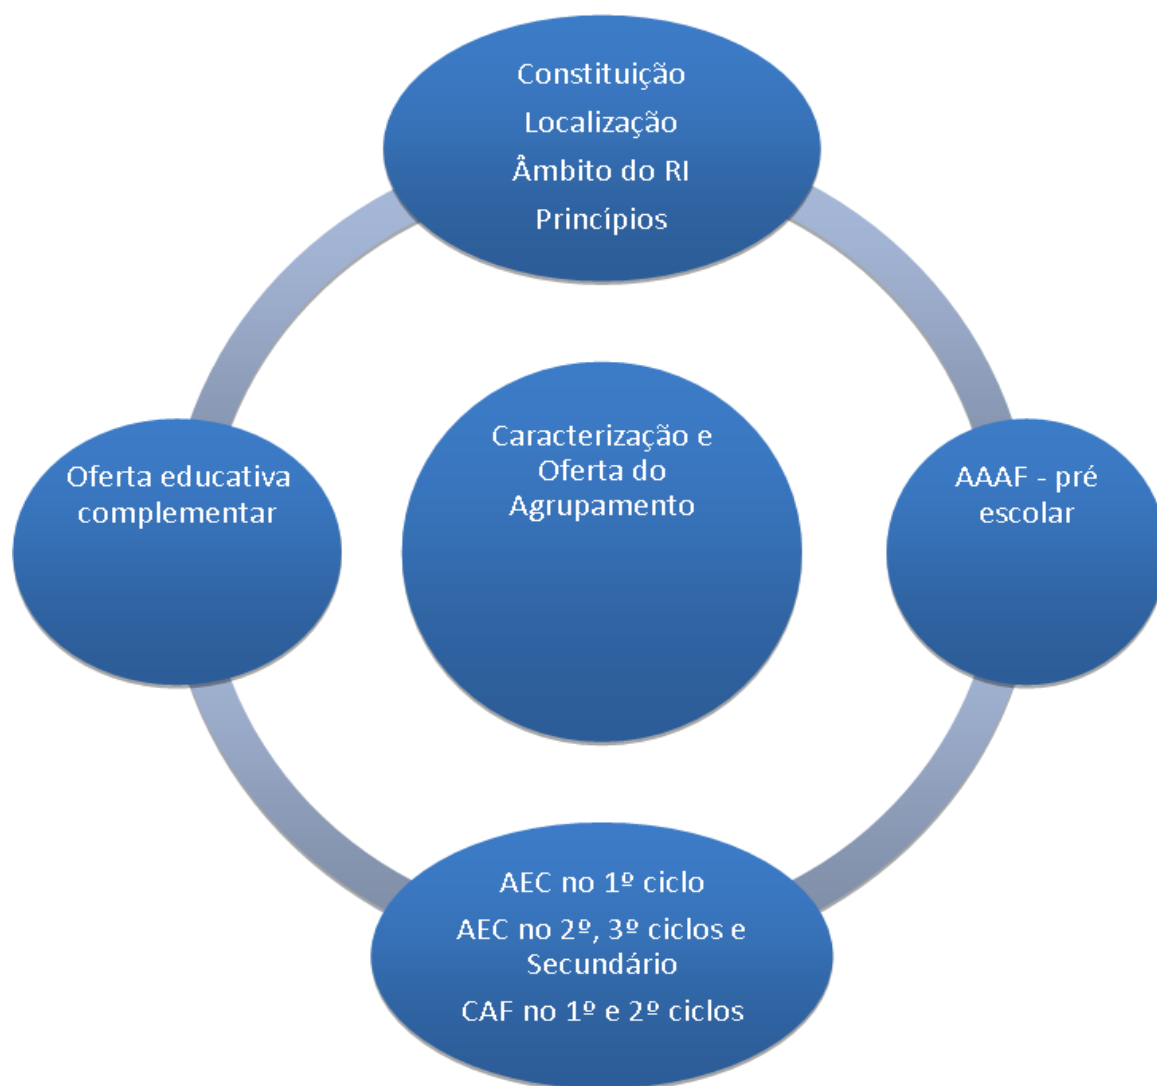 Constituição
Localização
Âmbito do RI
Princípios
Caracterização e
Oferta do
Agrupamento
Oferta educativa
complementar
AAAF - pré
escolar
AEC no 1º ciclo
AEC no 2º, 3º ciclos e
Secundário
CAF no 1º e 2º ciclos